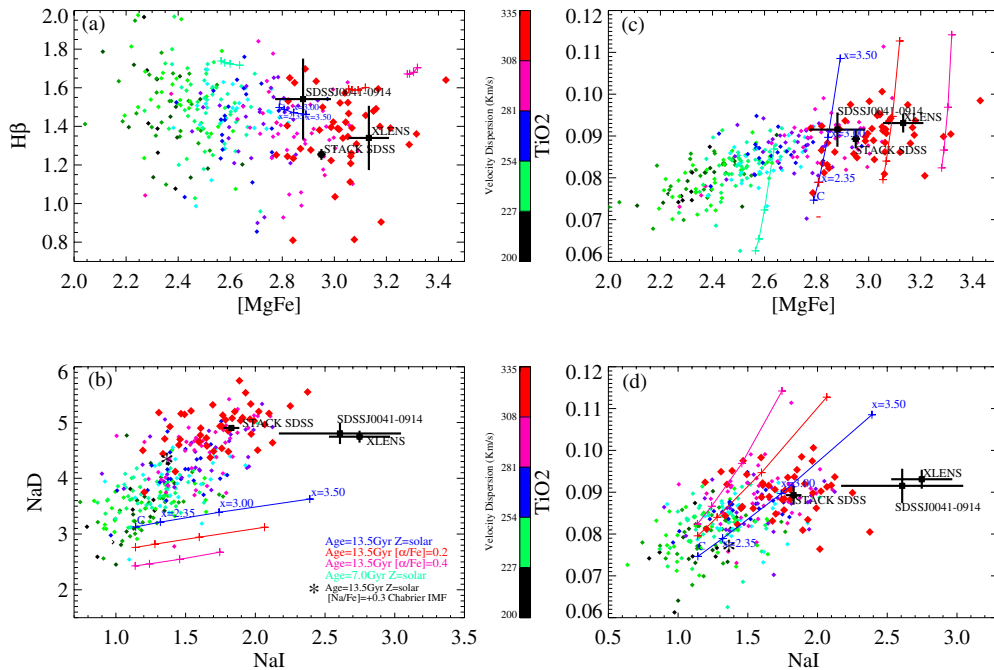 (a)
Hβ
1.8
1.6
1.4
1.2
1.0
0.8
2.0 2.2 2.4 2.6 2.8 3.0 3.2 3.4
[MgFe]
SDSSJ0041-0914
x=3.00
x=2.35
x=3.50
XLENS
STACK SDSS
335
308
281
254
227
200
Velocity Dispersion (Km/s)
(c)
TiO2
0.12
0.11
0.10
0.09
0.08
0.07
0.06
2.0 2.2 2.4 2.6 2.8 3.0 3.2 3.4
[MgFe]
x=3.50
SDSSJ0041-0914
XLENS
x=3.00
STACK SDSS
x=2.35
C
(b)
NaD
6
5
4
3
2
1.0 1.5 2.0 2.5 3.0 3.5
NaI
STACK SDSS
SDSSJ0041-0914
XLENS
x=3.50
x=3.00
x=2.35
C
Age=13.5Gyr Z=solar
Age=13.5Gyr [α/Fe]=0.2
Age=13.5Gyr [α/Fe]=0.4
Age=7.0Gyr Z=solar
* Age=13.5Gyr Z=solar
[Na/Fe]=+0.3 Chabrier IMF
335
308
281
254
227
200
Velocity Dispersion (Km/s)
(d)
TiO2
0.12
0.11
0.10
0.09
0.08
0.07
0.06
0.5 1.0 1.5 2.0 2.5 3.0
NaI
x=3.50
x=3.00
XLENS
STACK SDSS
SDSSJ0041-0914
x=2.35
C